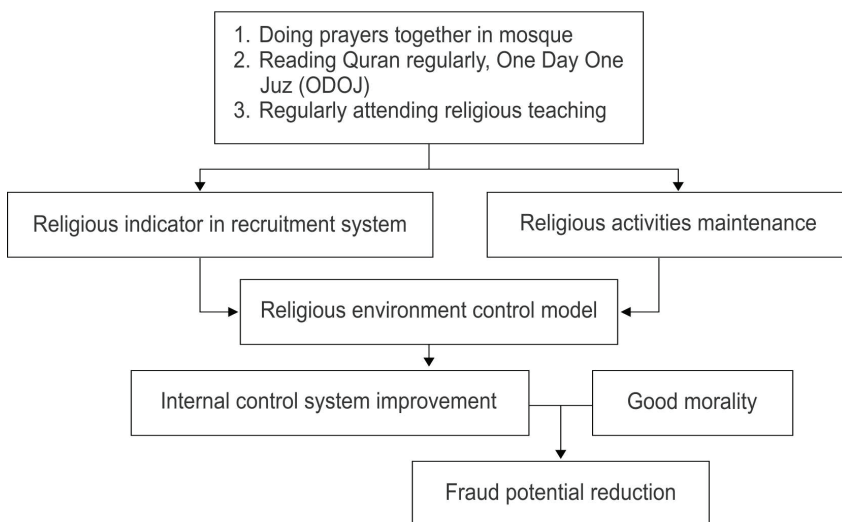 1. Doing prayers together in mosque
2. Reading Quran regularly, One Day One
Juz (ODOJ)
3. Regularly attending religious teaching
Religious indicator in recruitment system
Religious activities maintenance
Religious environment control model
Internal control system improvement
Good morality
Fraud potential reduction